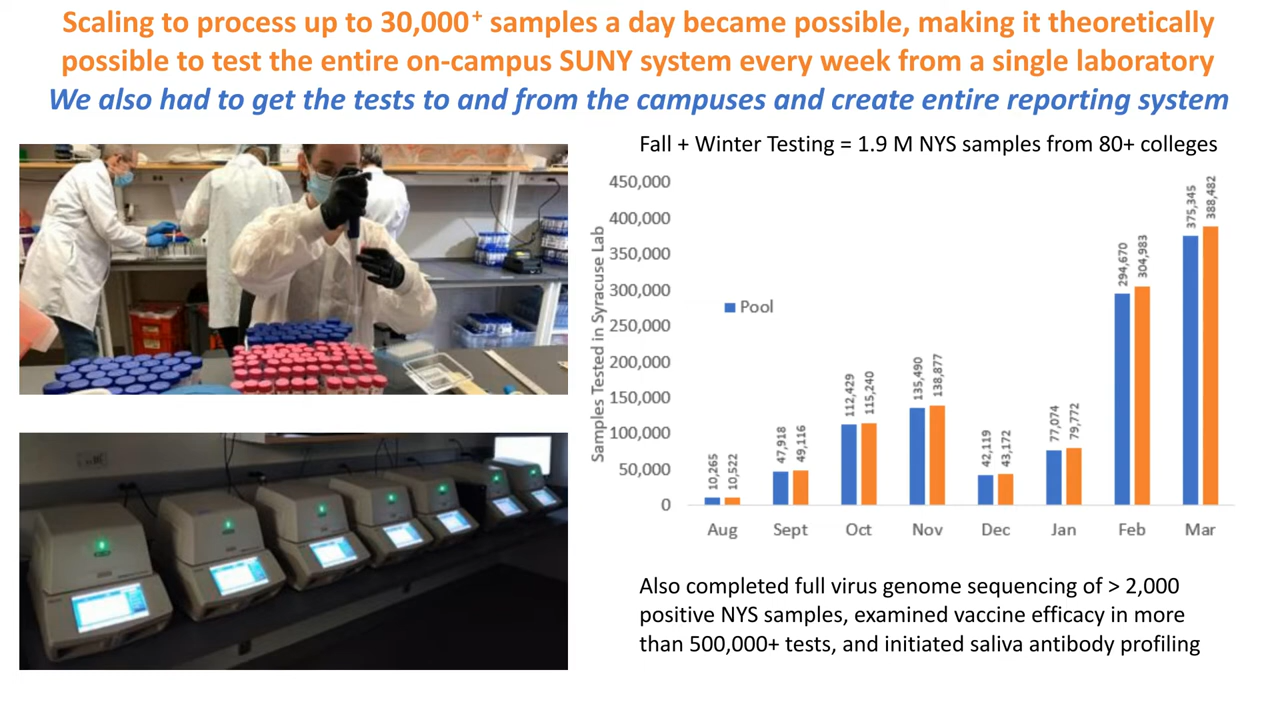 Scaling to process up to 30,000+ samples a day became possible, making it theoretically
possible to test the entire on-campus SUNY system every week from a single laboratory
We also had to get the tests to and from the campuses and create entire reporting system
Fall + Winter Testing = 1.9 M NYS samples from 80+ colleges
Samples Tested in Syracuse Lab
450,000
400,000
350,000
300,000
250,000
200,000
150,000
100,000
50,000
0
Pool
10,265
10,522
47,918
49,116
112,429
115,240
135,490
138,877
42,119
43,172
77,074
79,772
294,670
304,983
375,345
388,482
Aug Sept Oct Nov Dec Jan Feb Mar
Also completed full virus genome sequencing of > 2,000
positive NYS samples, examined vaccine efficacy in more
than 500,000+ tests, and initiated saliva antibody profiling